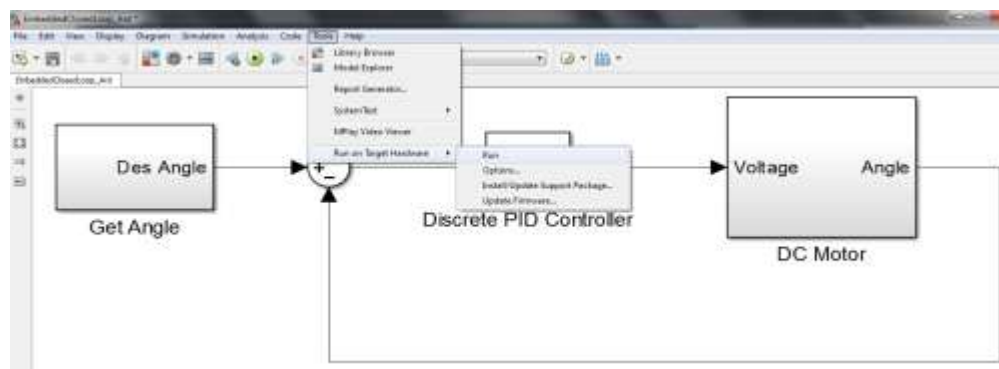 EmbeddedClosedLoop_Ard *
File Edit View Display Diagram Simulation Analysis Code Tools Help
Library Browser
Model Explorer
EmbeddedClosedLoop_Ard
Report Generator...
SystemTest
MPlay Video Viewer
Run on Target Hardware
Run
Options...
Install/Update Support Package...
Update Firmware...
Des Angle
Voltage Angle
+
-
Get Angle
Discrete PID Controller
DC Motor